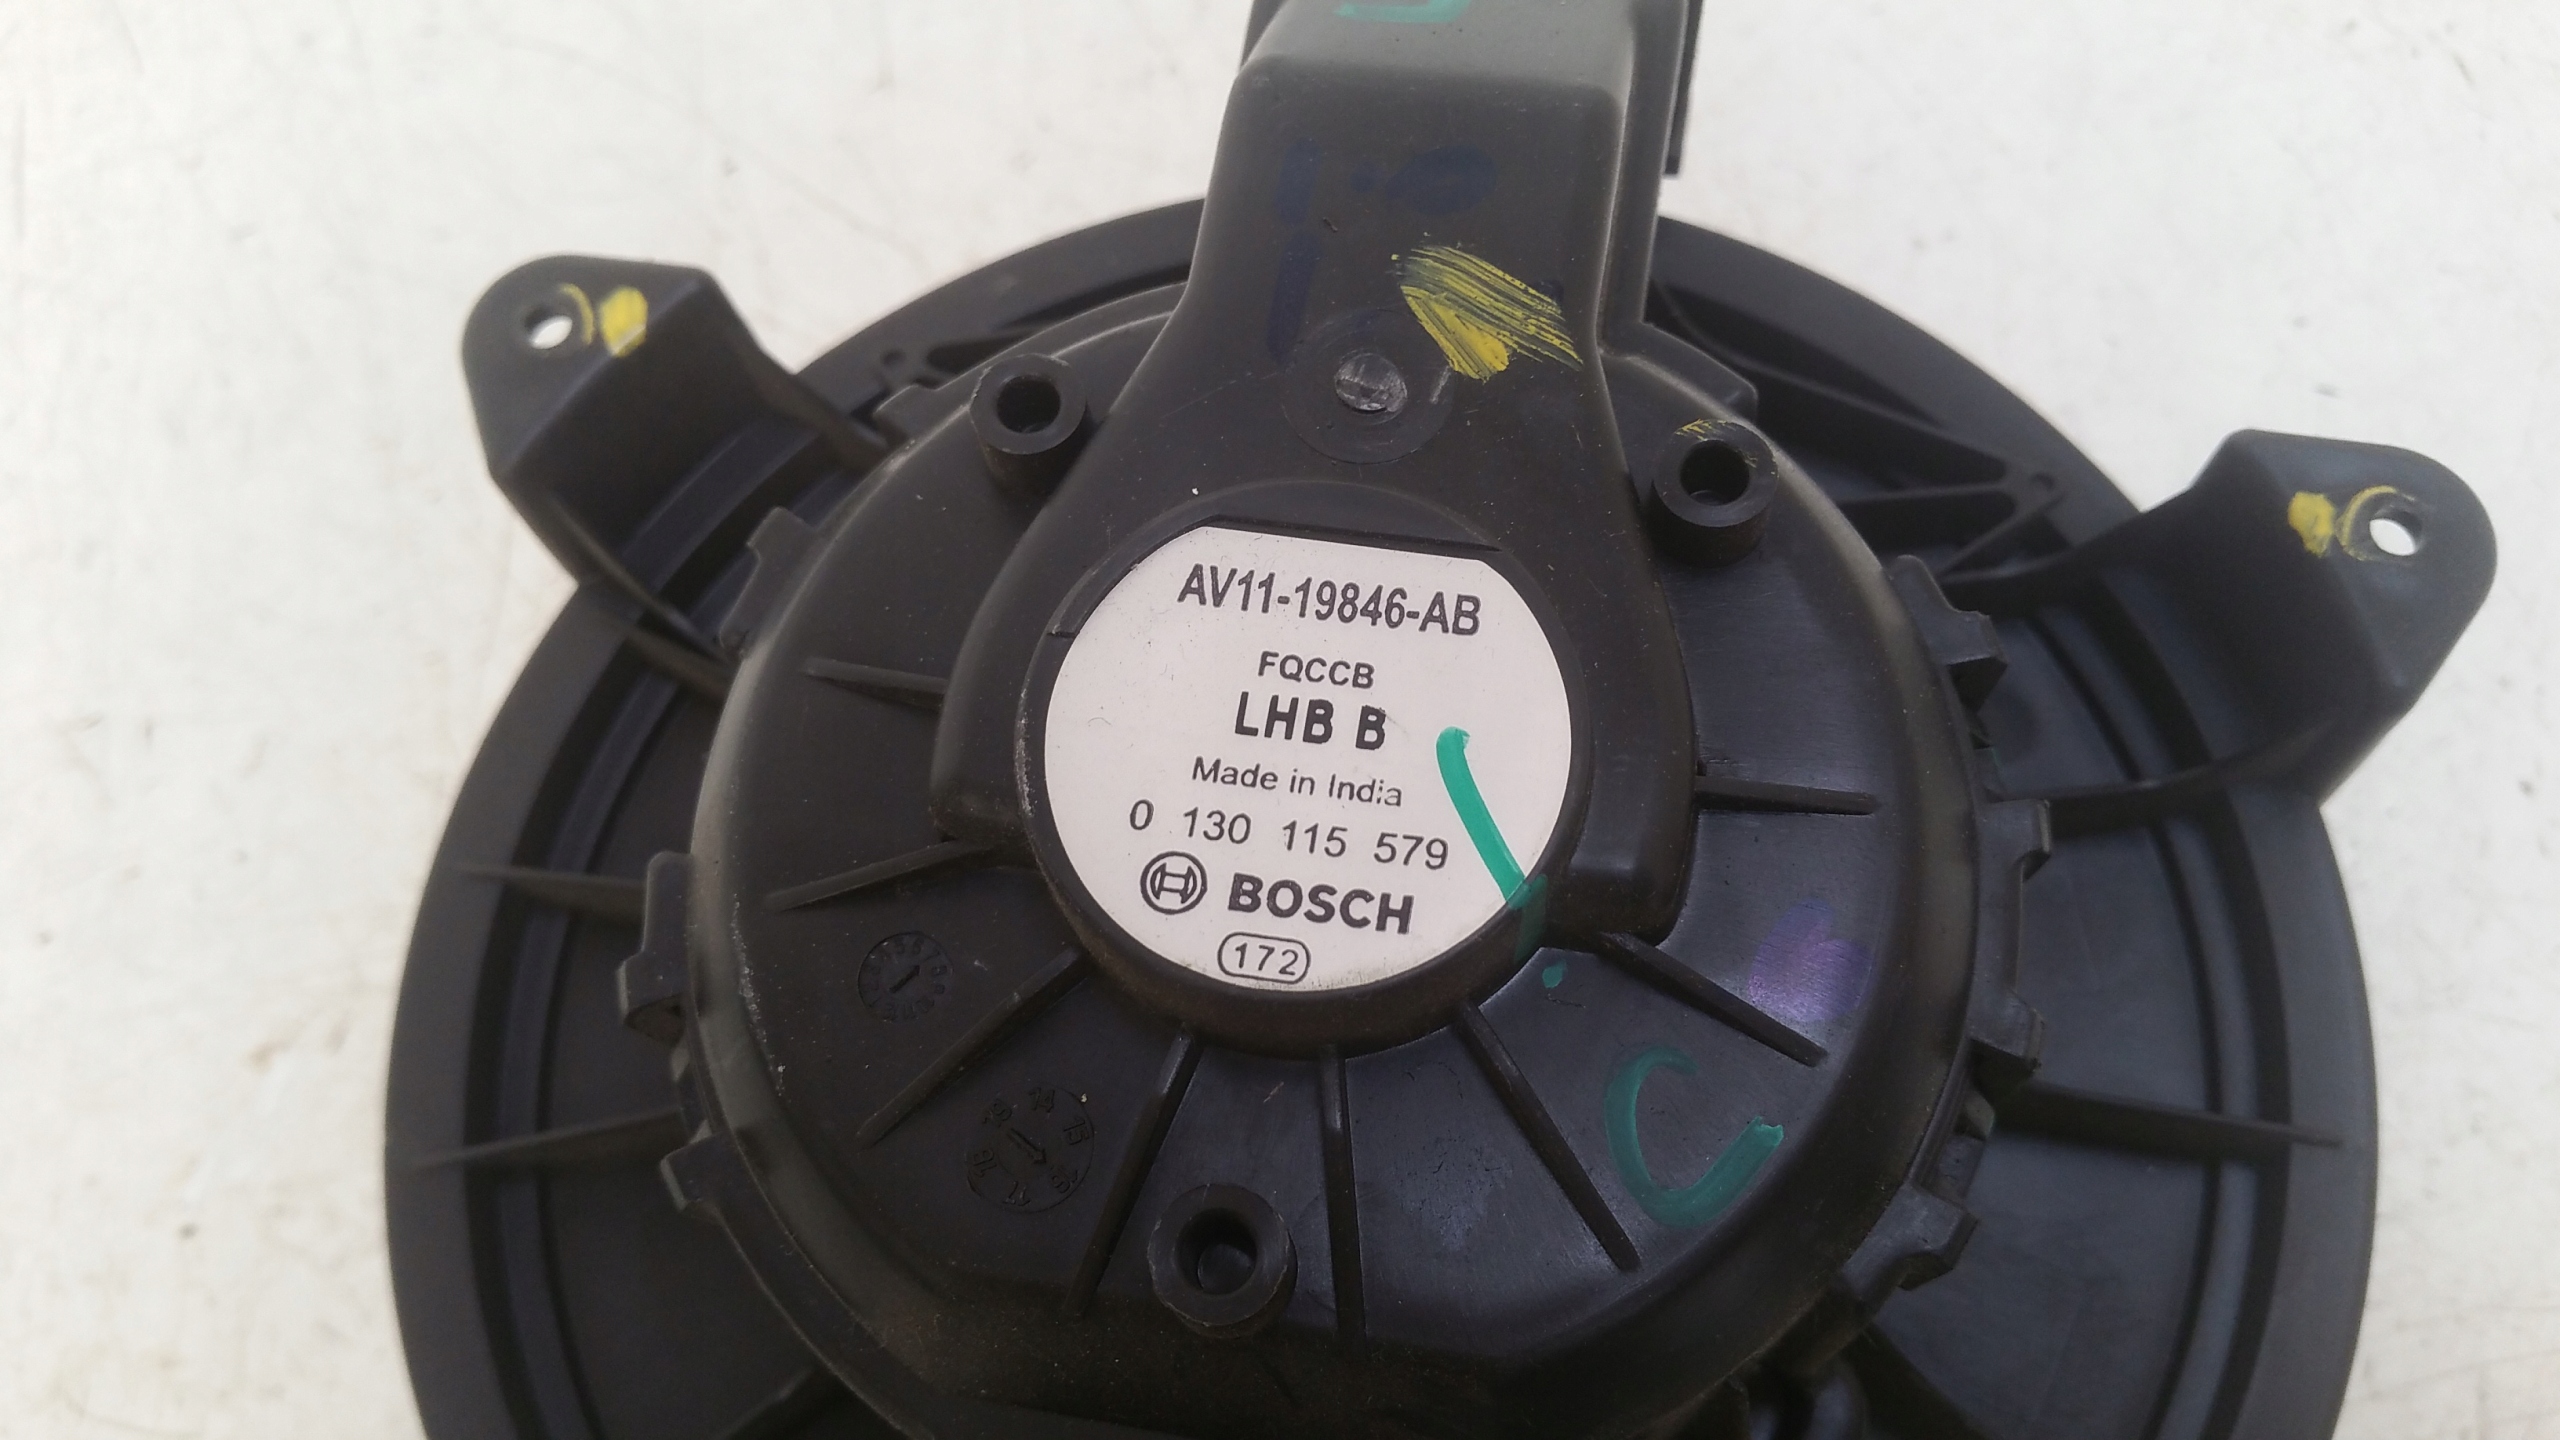 AV11-19846-AB
FQCCB
LHB B
Made in India
0 130 115 579
BOSCH
172